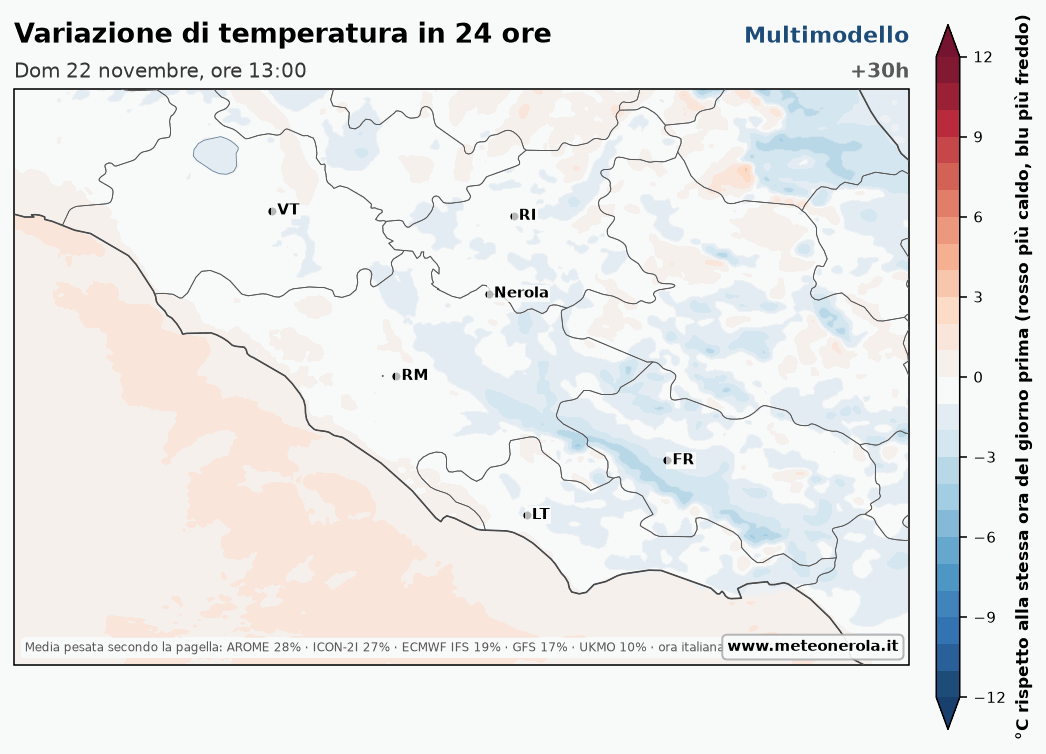 Variazione di temperatura in 24 ore
Multimodello
Dom 22 novembre, ore 13:00
+30h
VT
RI
Nerola
RM
FR
LT
Media pesata secondo la pagella: AROME 28% · ICON-2I 27% · ECMWF IFS 19% · GFS 17% · UKMO 10% · ora italiana
www.meteonerola.it
12
9
6
3
0
−3
−6
−9
−12
°C rispetto alla stessa ora del giorno prima (rosso più caldo, blu più freddo)